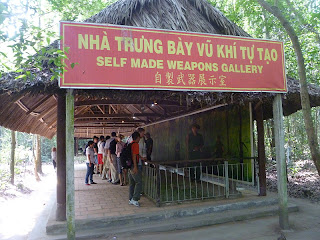 NHÀ TRƯNG BÀY VŨ KHÍ TỰ TẠO
SELF MADE WEAPONS GALLERY
自製武器展示室